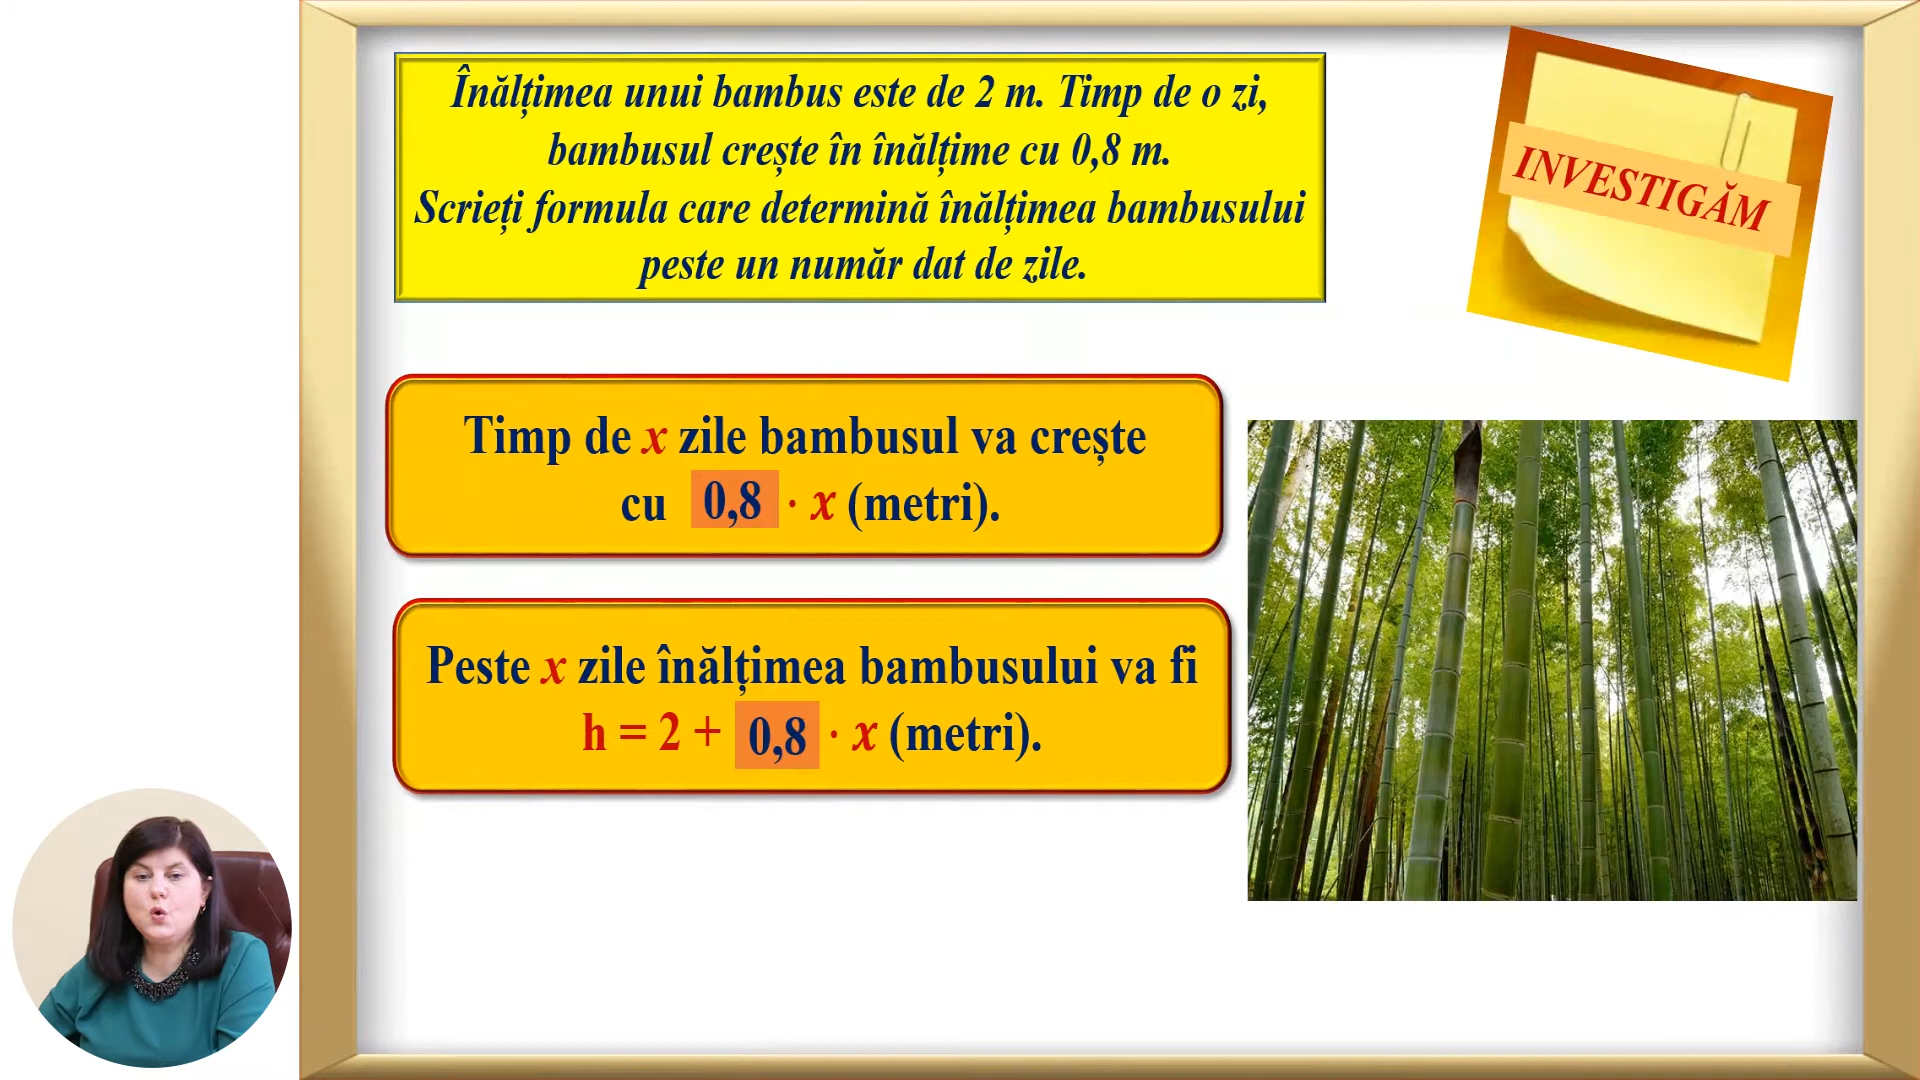 Înălțimea unui bambus este de 2 m. Timp de o zi,
bambusul crește în înălțime cu 0,8 m.
Scrieți formula care determină înălțimea bambusului
peste un număr dat de zile.
INVESTIGĂM
Timp de x zile bambusul va crește
cu 0,8 · x (metri).
Peste x zile înălțimea bambusului va fi
h = 2 + 0,8 · x (metri).